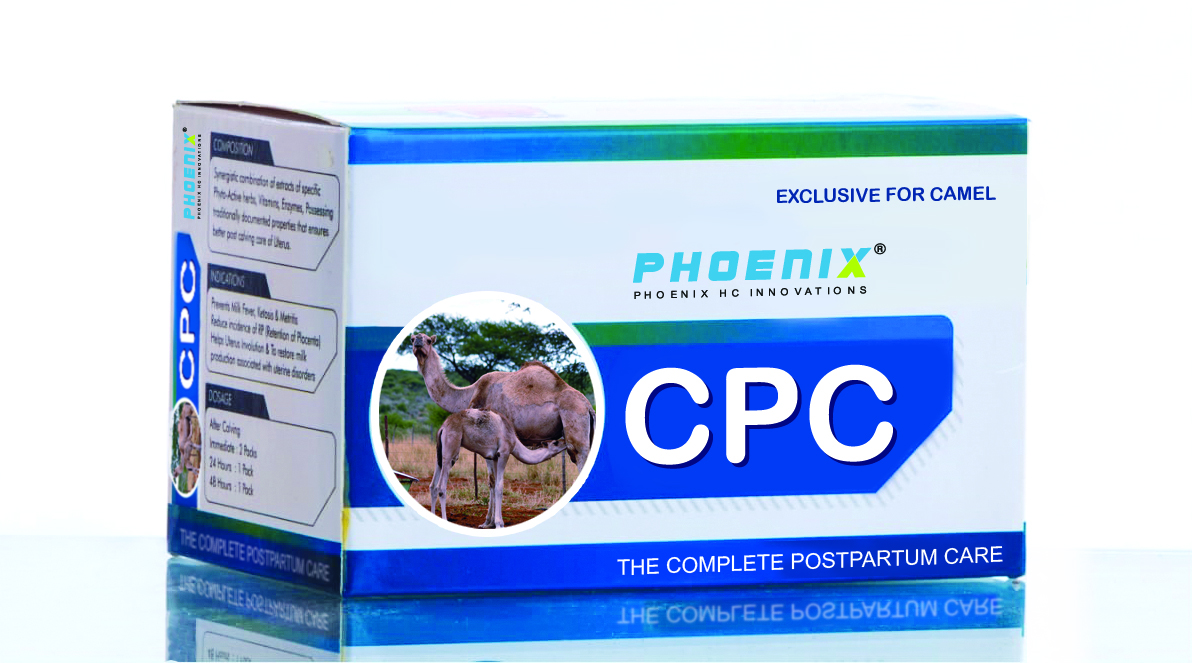 PHOENIX®
PHOENIX HC INNOVATIONS
CPC
COMPOSITION
Synergistic combination of extracts of specific
Phyto-Active herbs, Vitamins, Enzymes, Possessing
traditionally documented properties that ensures
better post calving care of Uterus.
INDICATIONS
Prevents Milk Fever, Ketosis & Metritis
Reduce incidence of RP (Retention of Placenta)
Helps Uterus involution & To restore milk
production associated with uterine disorders
DOSAGE
After Calving
Immediate : 2 Packs
24 Hours : 1 Pack
48 Hours : 1 Pack
THE COMPLETE POSTPARTUM CARE
EXCLUSIVE FOR CAMEL
PHOENIX®
PHOENIX HC INNOVATIONS
CPC
THE COMPLETE POSTPARTUM CARE